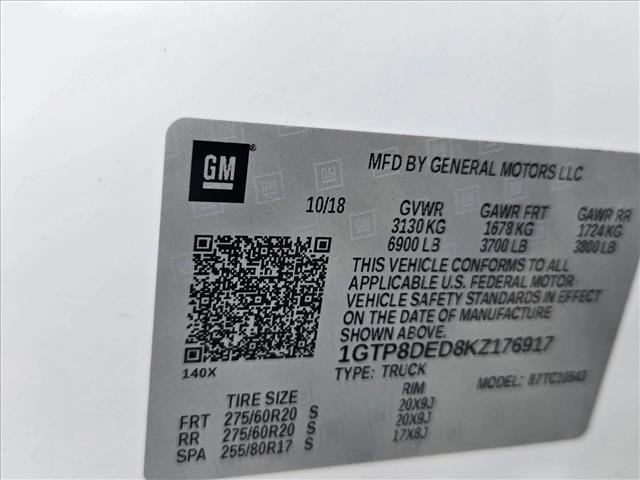 GM®
MFD BY GENERAL MOTORS LLC
10/18 GVWR GAWR FRT GAWR RR
3130 KG 1678 KG 1724 KG
6900 LB 3700 LB 3800 LB
THIS VEHICLE CONFORMS TO ALL
APPLICABLE U.S. FEDERAL MOTOR
VEHICLE SAFETY STANDARDS IN EFFECT
ON THE DATE OF MANUFACTURE
SHOWN ABOVE.
1GTP8DED8KZ176917
140X
TYPE: TRUCK MODEL:
TIRE SIZE RIM
FRT 275/60R20 S 20X9J
RR 275/60R20 S 20X9J
SPA 255/80R17 S 17X8J